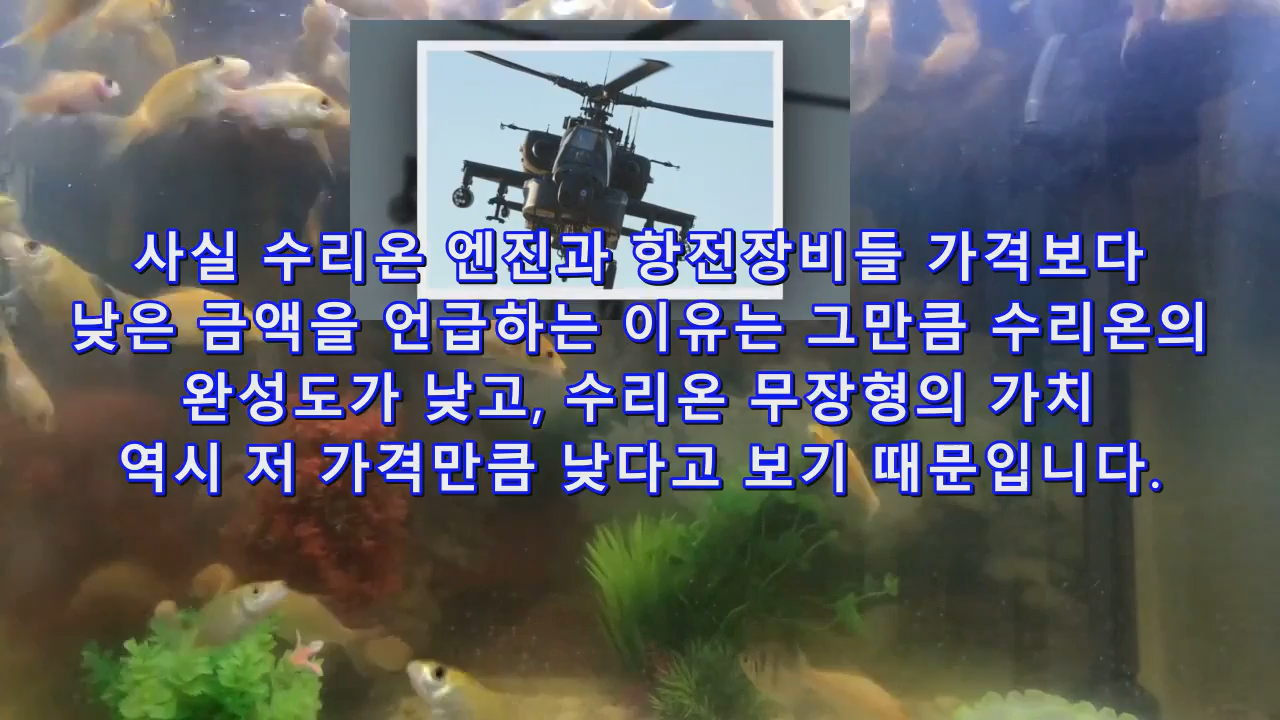 사실 수리온 엔진과 항전장비들 가격보다
낮은 금액을 언급하는 이유는 그만큼 수리온의
완성도가 낮고, 수리온 무장형의 가치
역시 저 가격만큼 낮다고 보기 때문입니다.